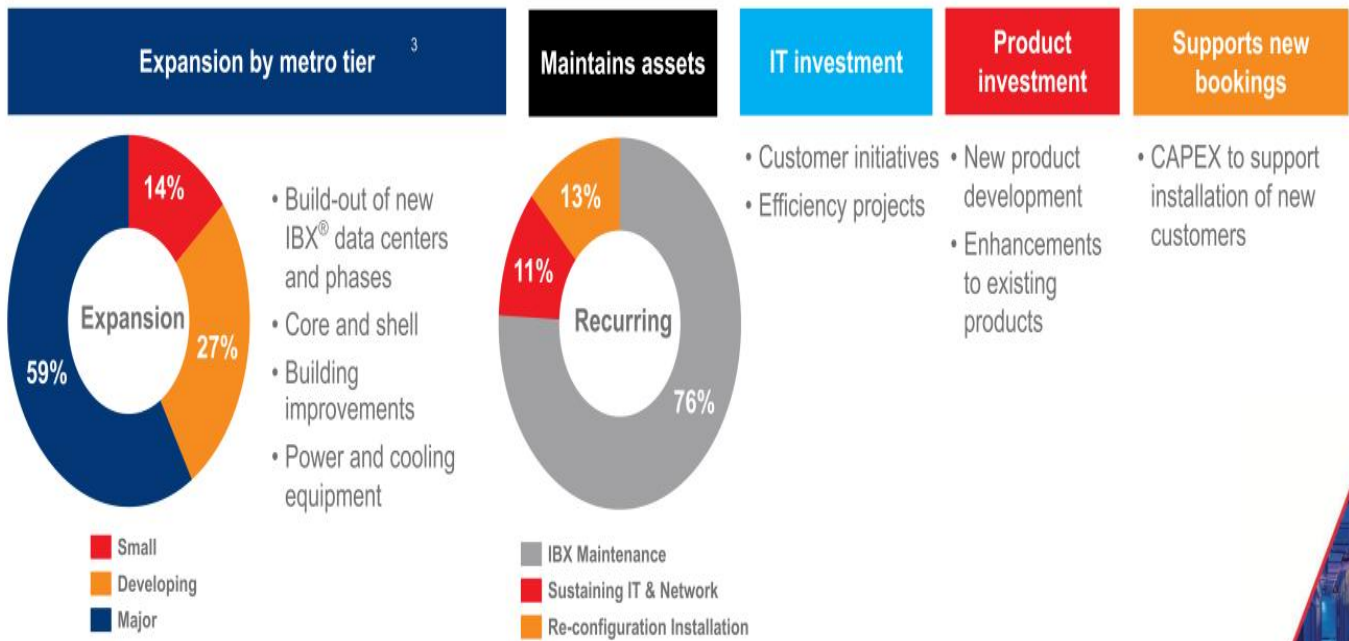 Expansion by metro tier 3
Maintains assets
IT investment
Product
investment
Supports new
bookings
14%
27%
59%
Expansion
• Build-out of new
IBX® data centers
and phases
• Core and shell
• Building
improvements
• Power and cooling
equipment
Small
Developing
Major
13%
11%
76%
Recurring
IBX Maintenance
Sustaining IT & Network
Re-configuration Installation
• Customer initiatives
• Efficiency projects
• New product
development
• Enhancements
to existing
products
• CAPEX to support
installation of new
customers